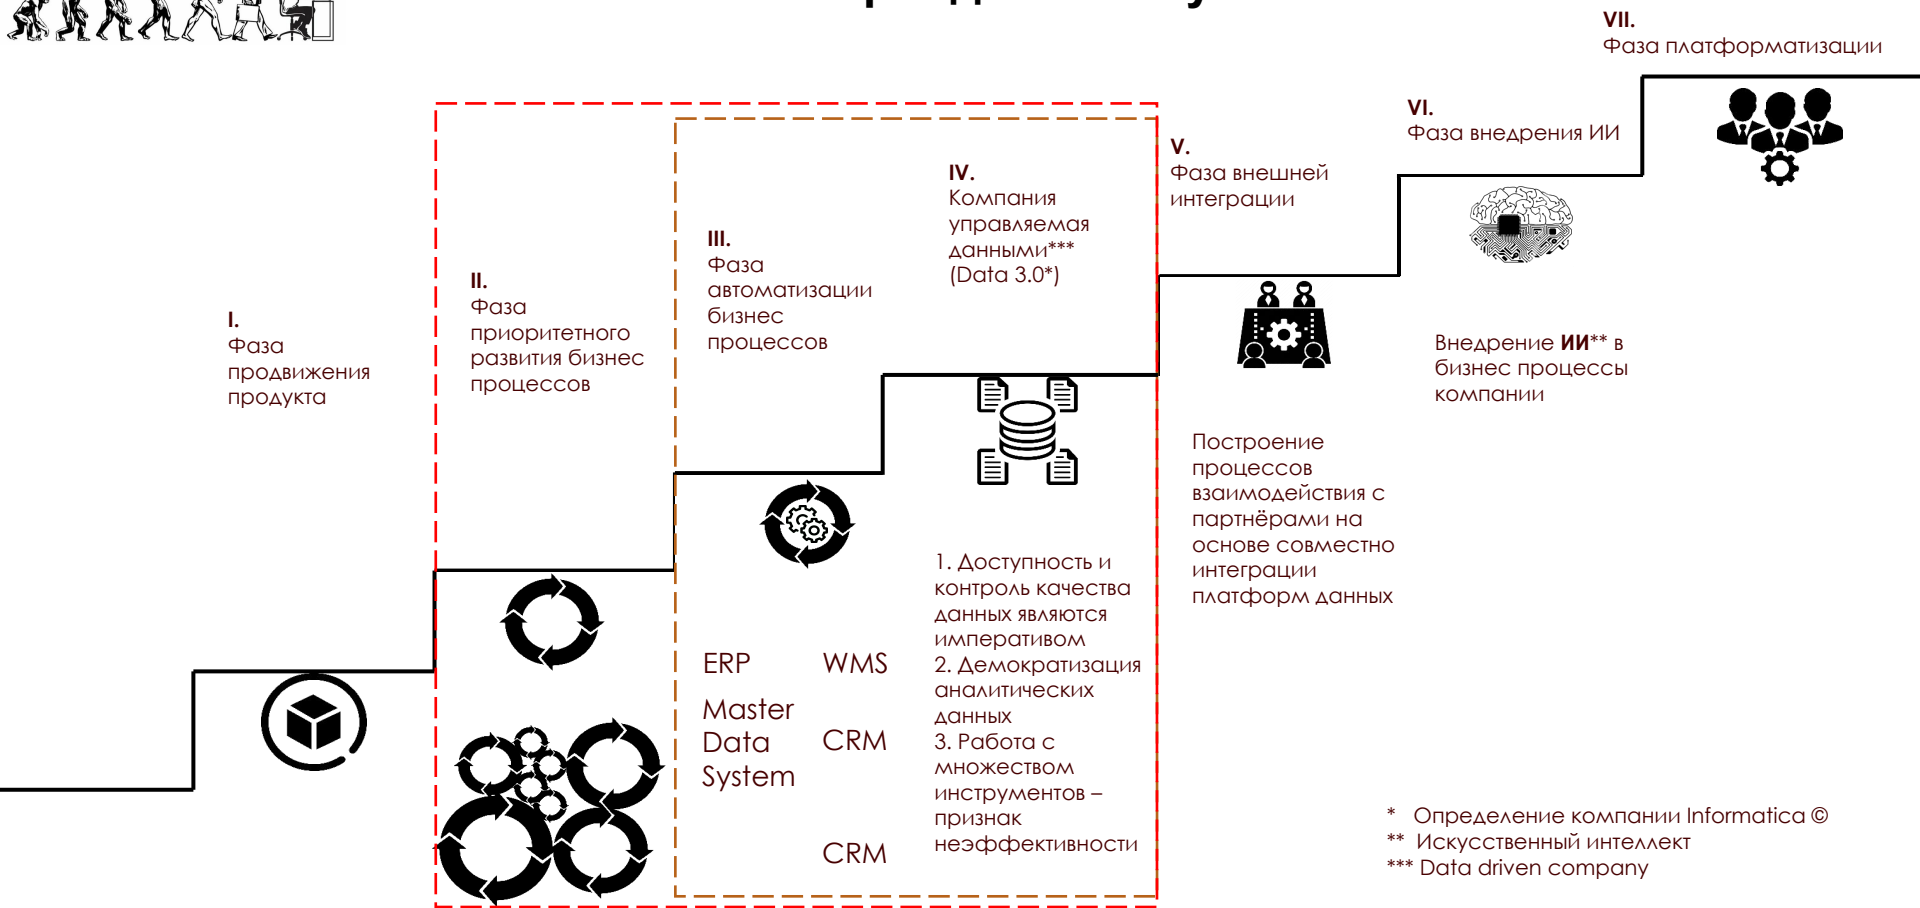 VII.
Фаза платформатизации
VI.
Фаза внедрения ИИ
V.
Фаза внешней
интеграции
IV.
Компания
управляемая
данными***
(Data 3.0*)
III.
Фаза
автоматизации
бизнес
процессов
II.
Фаза
приоритетного
развития бизнес
процессов
I.
Фаза
продвижения
продукта
Внедрение ИИ** в
бизнес процессы
компании
Построение
процессов
взаимодействия с
партнёрами на
основе совместно
интеграции
платформ данных
1. Доступность и
контроль качества
данных являются
императивом
2. Демократизация
аналитических
данных
3. Работа с
множеством
инструментов –
признак
неэффективности
ERP
WMS
Master
Data
System
CRM
CRM
* Определение компании Informatica ©
** Искусственный интеллект
*** Data driven company